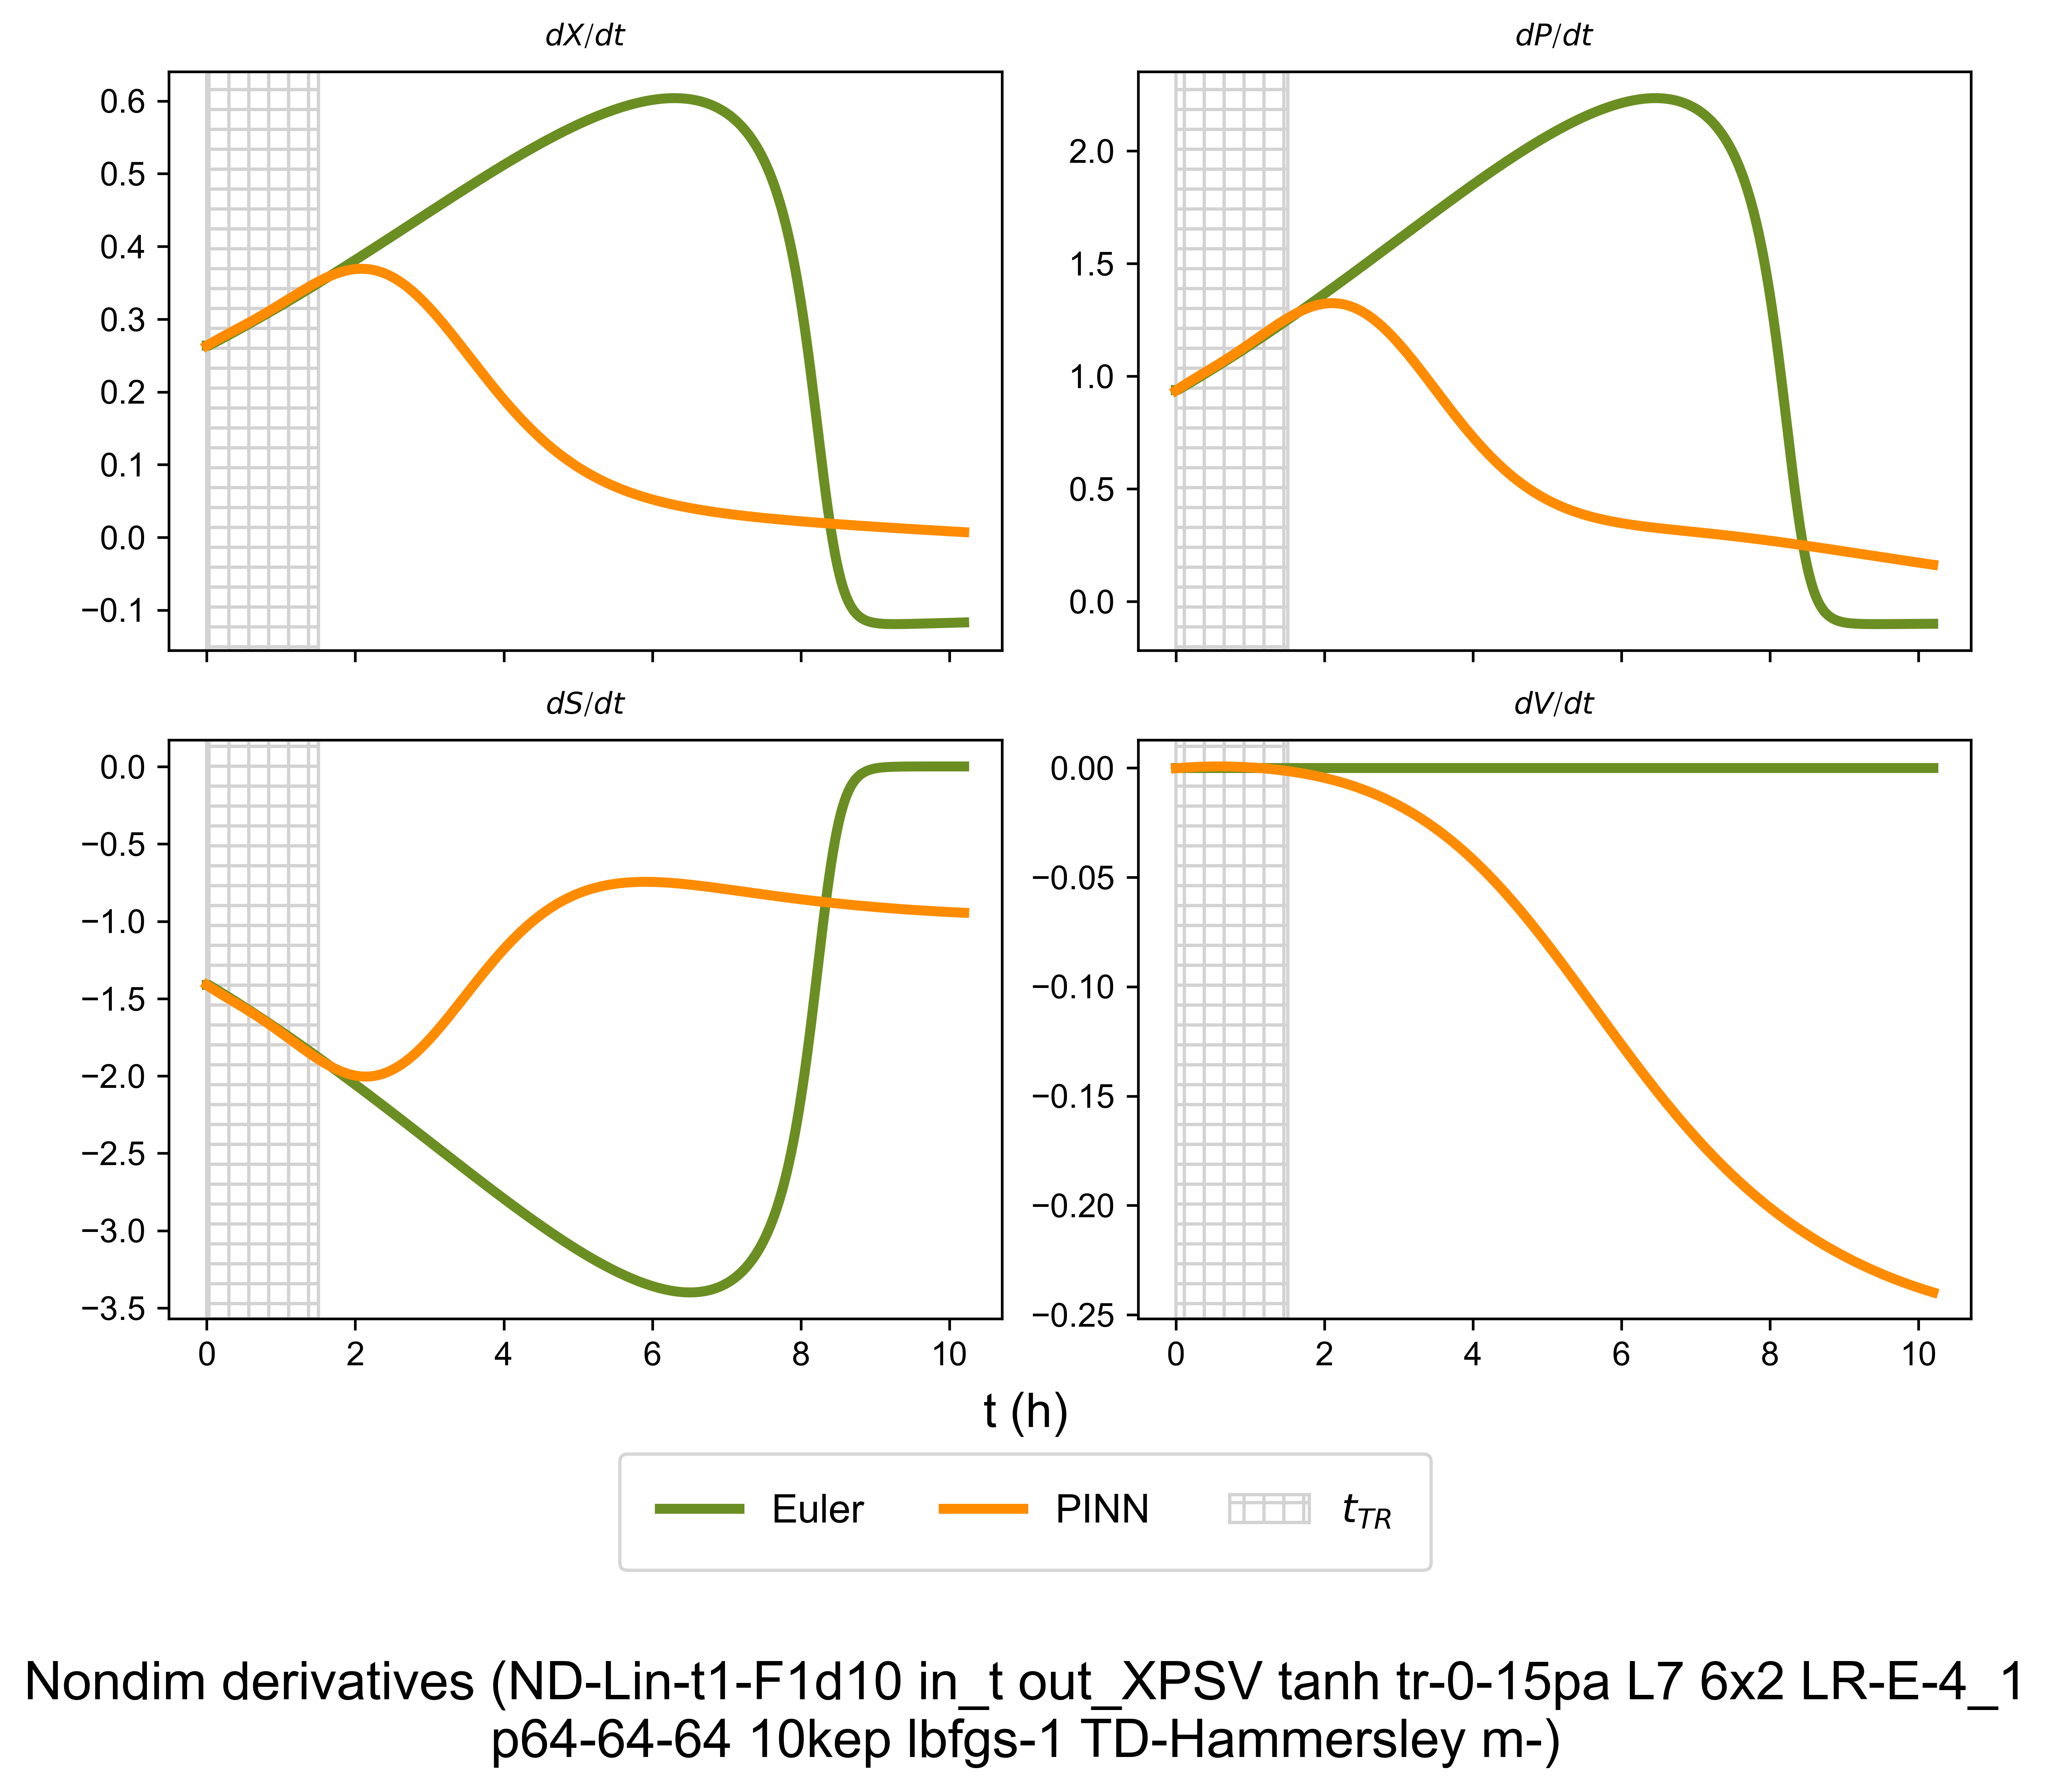 dX/dt
dP/dt
0.6
0.5
0.4
0.3
0.2
0.1
0.0
−0.1
2.0
1.5
1.0
0.5
0.0
dS/dt
dV/dt
0.0
−0.5
−1.0
−1.5
−2.0
−2.5
−3.0
−3.5
0.00
−0.05
−0.10
−0.15
−0.20
−0.25
0 2 4 6 8 10
0 2 4 6 8 10
t (h)
Euler PINN t_TR
Nondim derivatives (ND-Lin-t1-F1d10 in_t out_XPSV tanh tr-0-15pa L7 6x2 LR-E-4_1
p64-64-64 10kep lbfgs-1 TD-Hammersley m-)